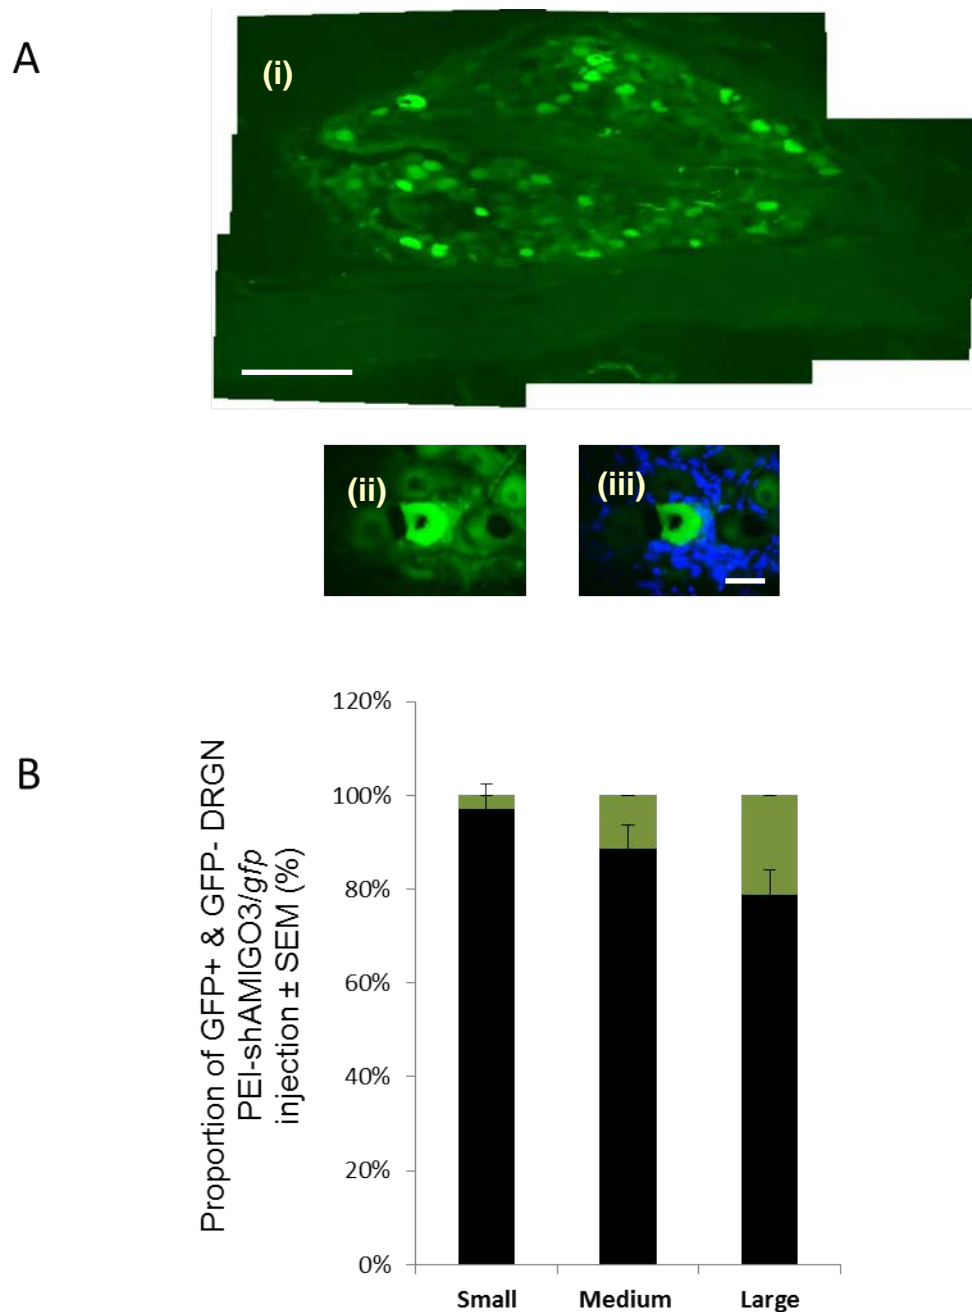 A
(i)
(ii)
(iii)
B
Proportion of GFP+ & GFP- DRGN
PEI-shAMIGO3/gfp
injection ± SEM (%)
120%
100%
80%
60%
40%
20%
0%
Small Medium Large